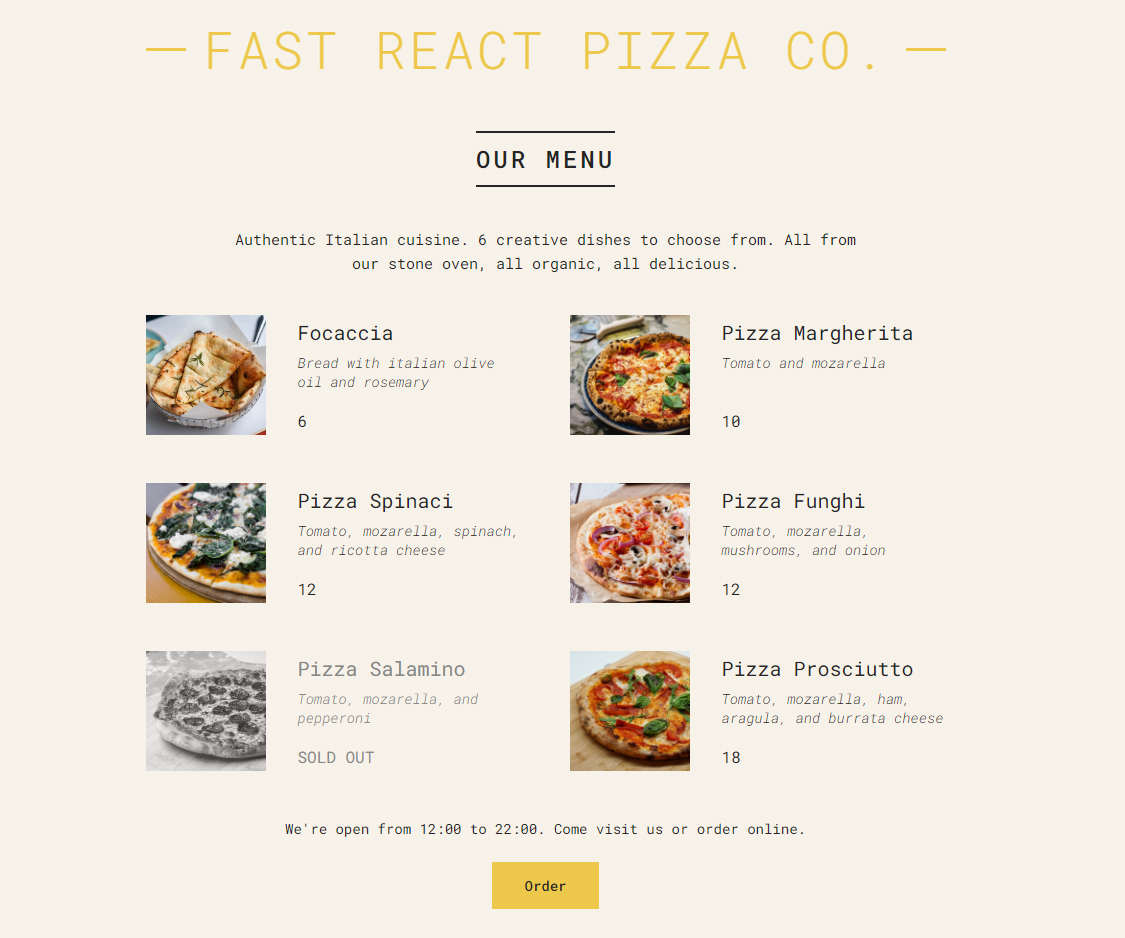 FAST REACT PIZZA CO.
OUR MENU
Authentic Italian cuisine. 6 creative dishes to choose from. All from
our stone oven, all organic, all delicious.
Focaccia
Bread with italian olive
oil and rosemary
6
Pizza Margherita
Tomato and mozarella
10
Pizza Spinaci
Tomato, mozarella, spinach,
and ricotta cheese
12
Pizza Funghi
Tomato, mozarella,
mushrooms, and onion
12
Pizza Salamino
Tomato, mozarella, and
pepperoni
SOLD OUT
Pizza Prosciutto
Tomato, mozarella, ham,
aragula, and burrata cheese
18
We're open from 12:00 to 22:00. Come visit us or order online.
Order